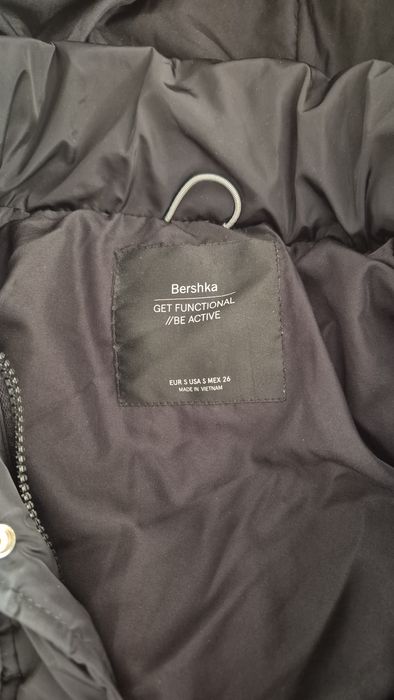 Bershka
GET FUNCTIONAL
//BE ACTIVE
EUR S USA S MEX 26
MADE IN VIETNAM